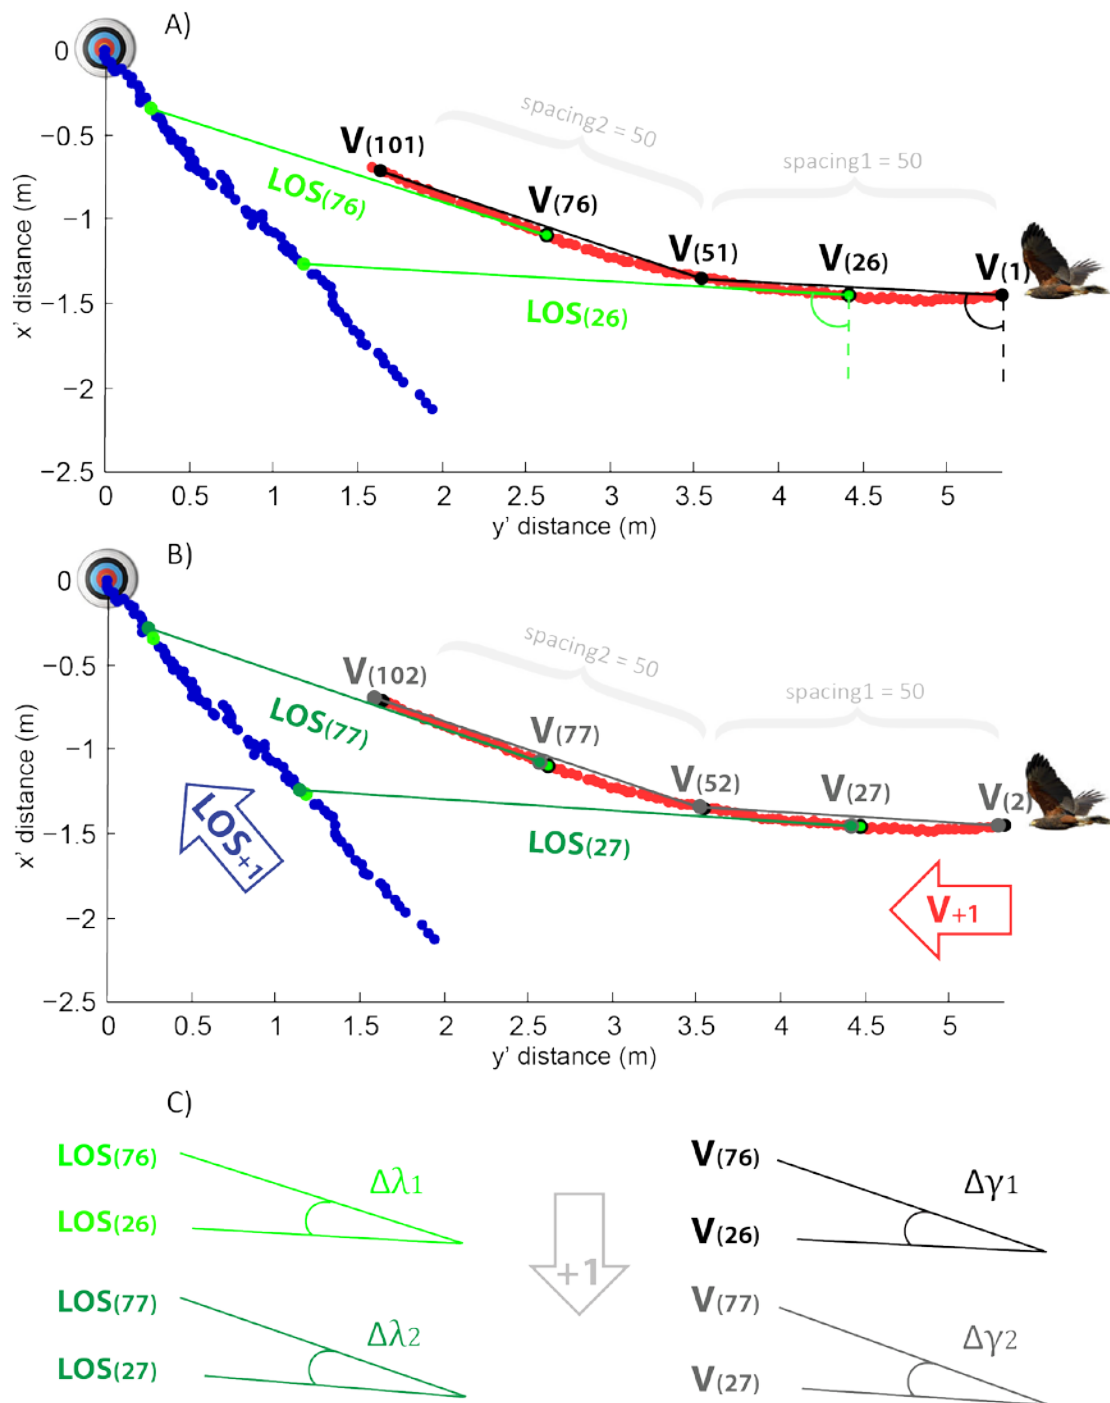 A)
0
−0.5
−1
−1.5
−2
−2.5
x' distance (m)
spacing2 = 50
spacing1 = 50
V(101)
V(76)
V(51)
V(26)
V(1)
LOS(76)
LOS(26)
0 0.5 1 1.5 2 2.5 3 3.5 4 4.5 5
y' distance (m)
B)
0
−0.5
−1
−1.5
−2
−2.5
x' distance (m)
spacing2 = 50
spacing1 = 50
V(102)
V(77)
V(52)
V(27)
V(2)
LOS(77)
LOS(27)
LOS+1
V+1
0 0.5 1 1.5 2 2.5 3 3.5 4 4.5 5
y' distance (m)
C)
LOS(76)
Δλ1
LOS(26)
V(76)
Δγ1
V(26)
+1
LOS(77)
Δλ2
LOS(27)
V(77)
Δγ2
V(27)